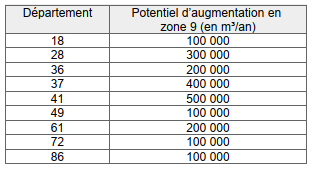 Département Potentiel d'augmentation en
zone 9 (en m³/an)
18 100 000
28 300 000
36 200 000
37 400 000
41 500 000
49 100 000
61 200 000
72 100 000
86 100 000